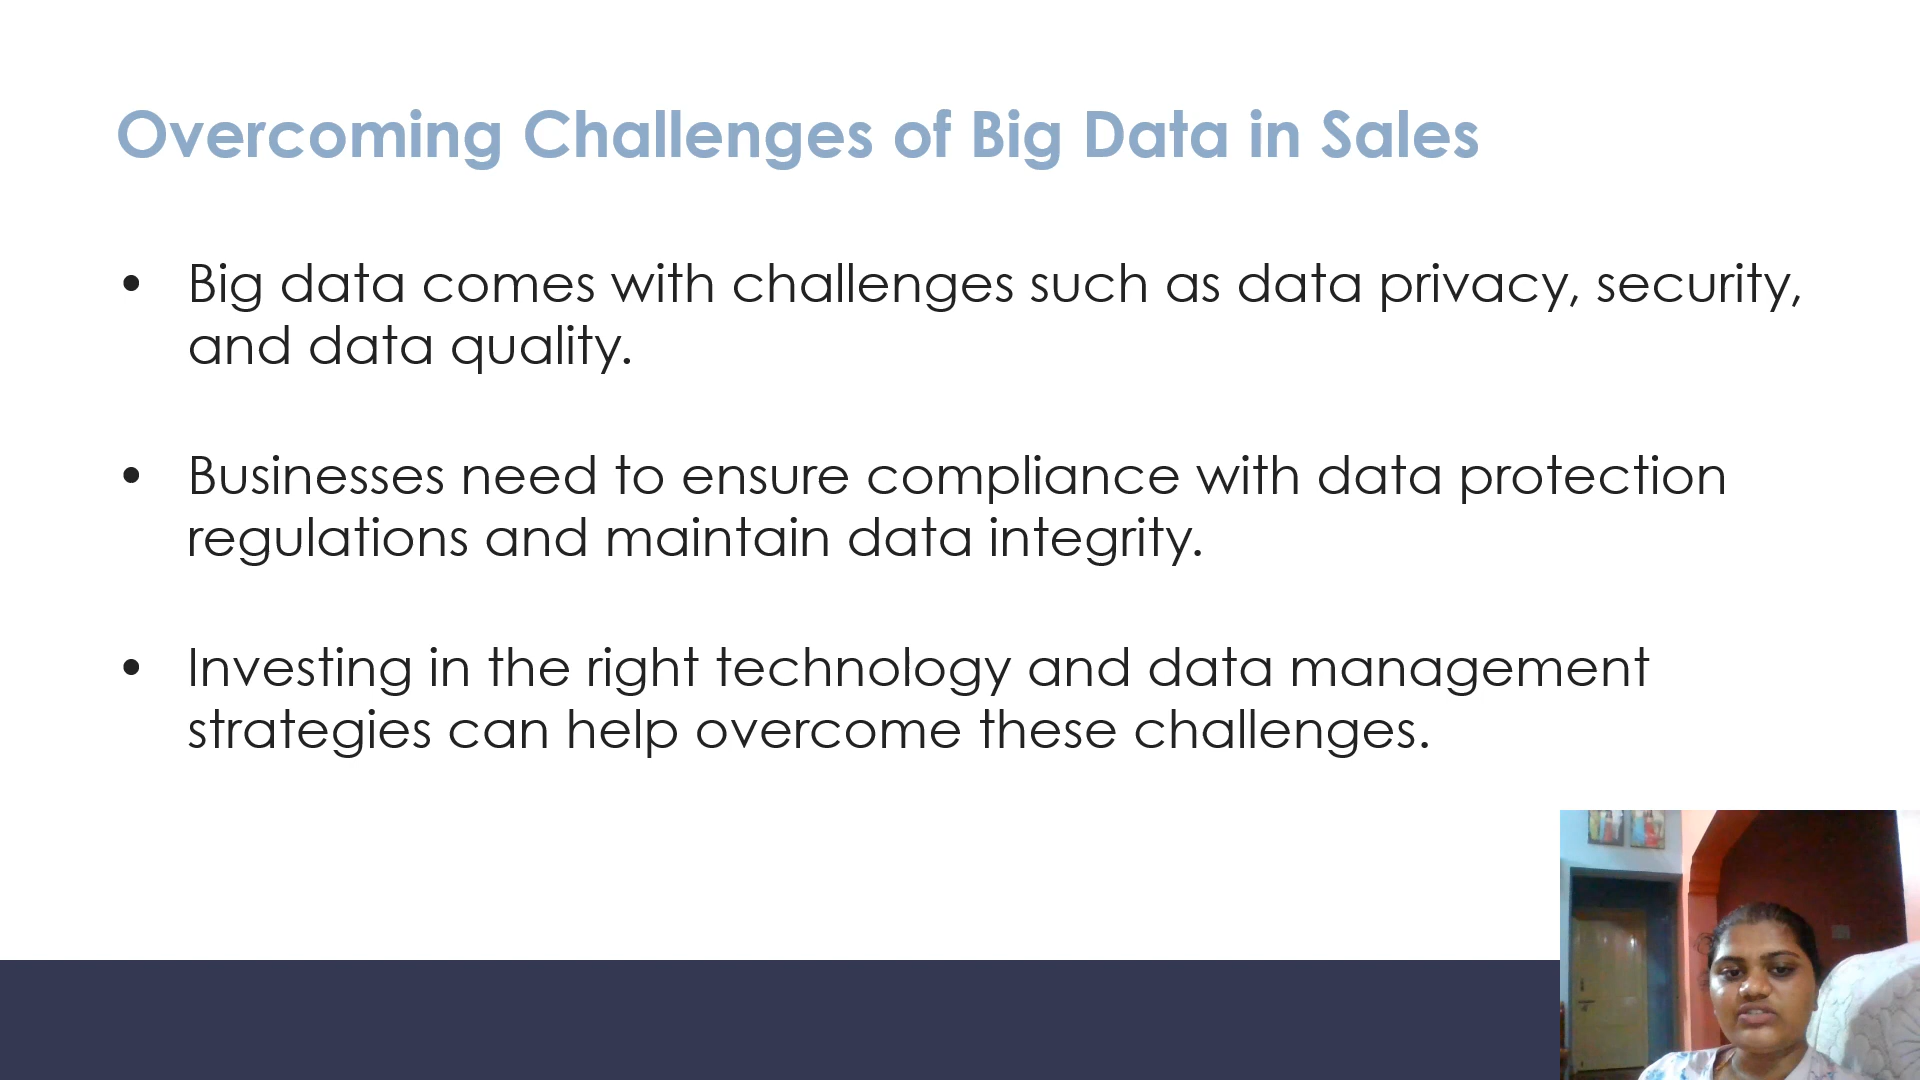 Overcoming Challenges of Big Data in Sales
• Big data comes with challenges such as data privacy, security,
and data quality.
• Businesses need to ensure compliance with data protection
regulations and maintain data integrity.
• Investing in the right technology and data management
strategies can help overcome these challenges.